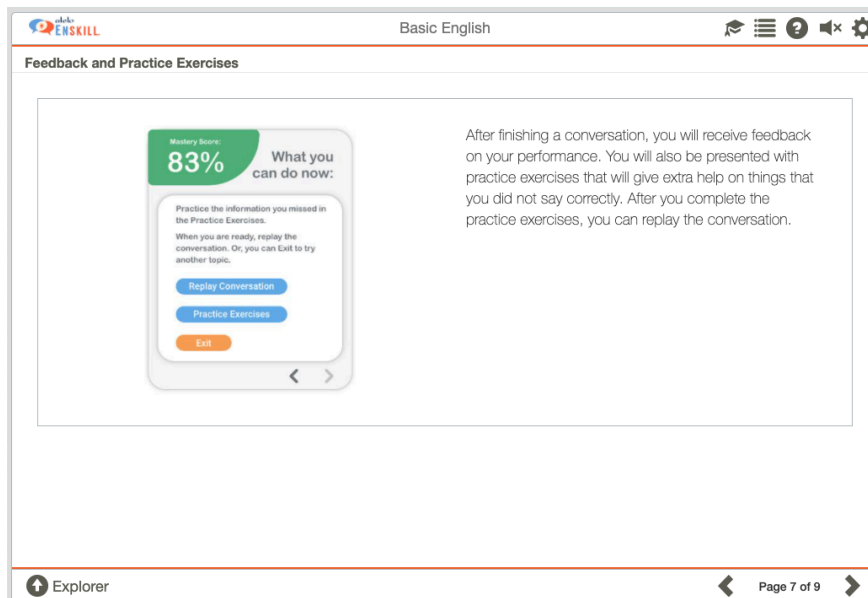 alelo
ENSKILL
Basic English
Feedback and Practice Exercises
Mastery Score:
83%
What you
can do now:
Practice the information you missed in
the Practice Exercises.
When you are ready, replay the
conversation. Or, you can Exit to try
another topic.
Replay Conversation
Practice Exercises
Exit
After finishing a conversation, you will receive feedback
on your performance. You will also be presented with
practice exercises that will give extra help on things that
you did not say correctly. After you complete the
practice exercises, you can replay the conversation.
Explorer
Page 7 of 9